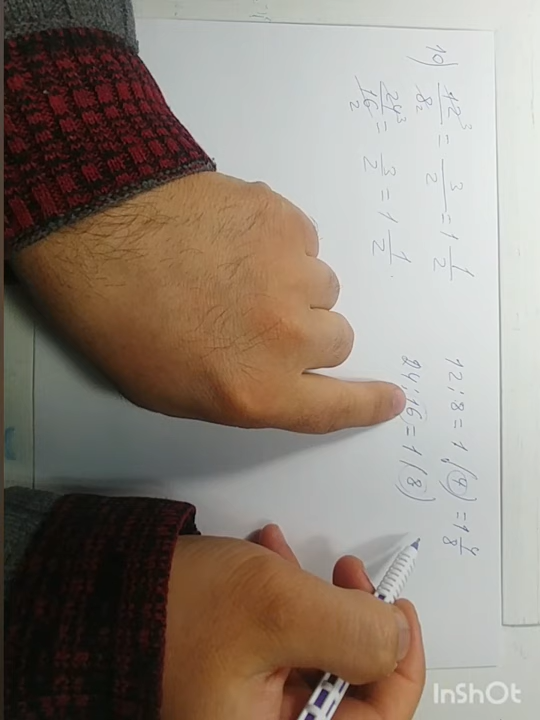 10) 12³/8₂ = 3/2 = 1 1/2
24³/16₂ = 3/2 = 1 1/2
12:8 = 1 (4) = 1 4/8
24:16 = 1 (8)
InShOt